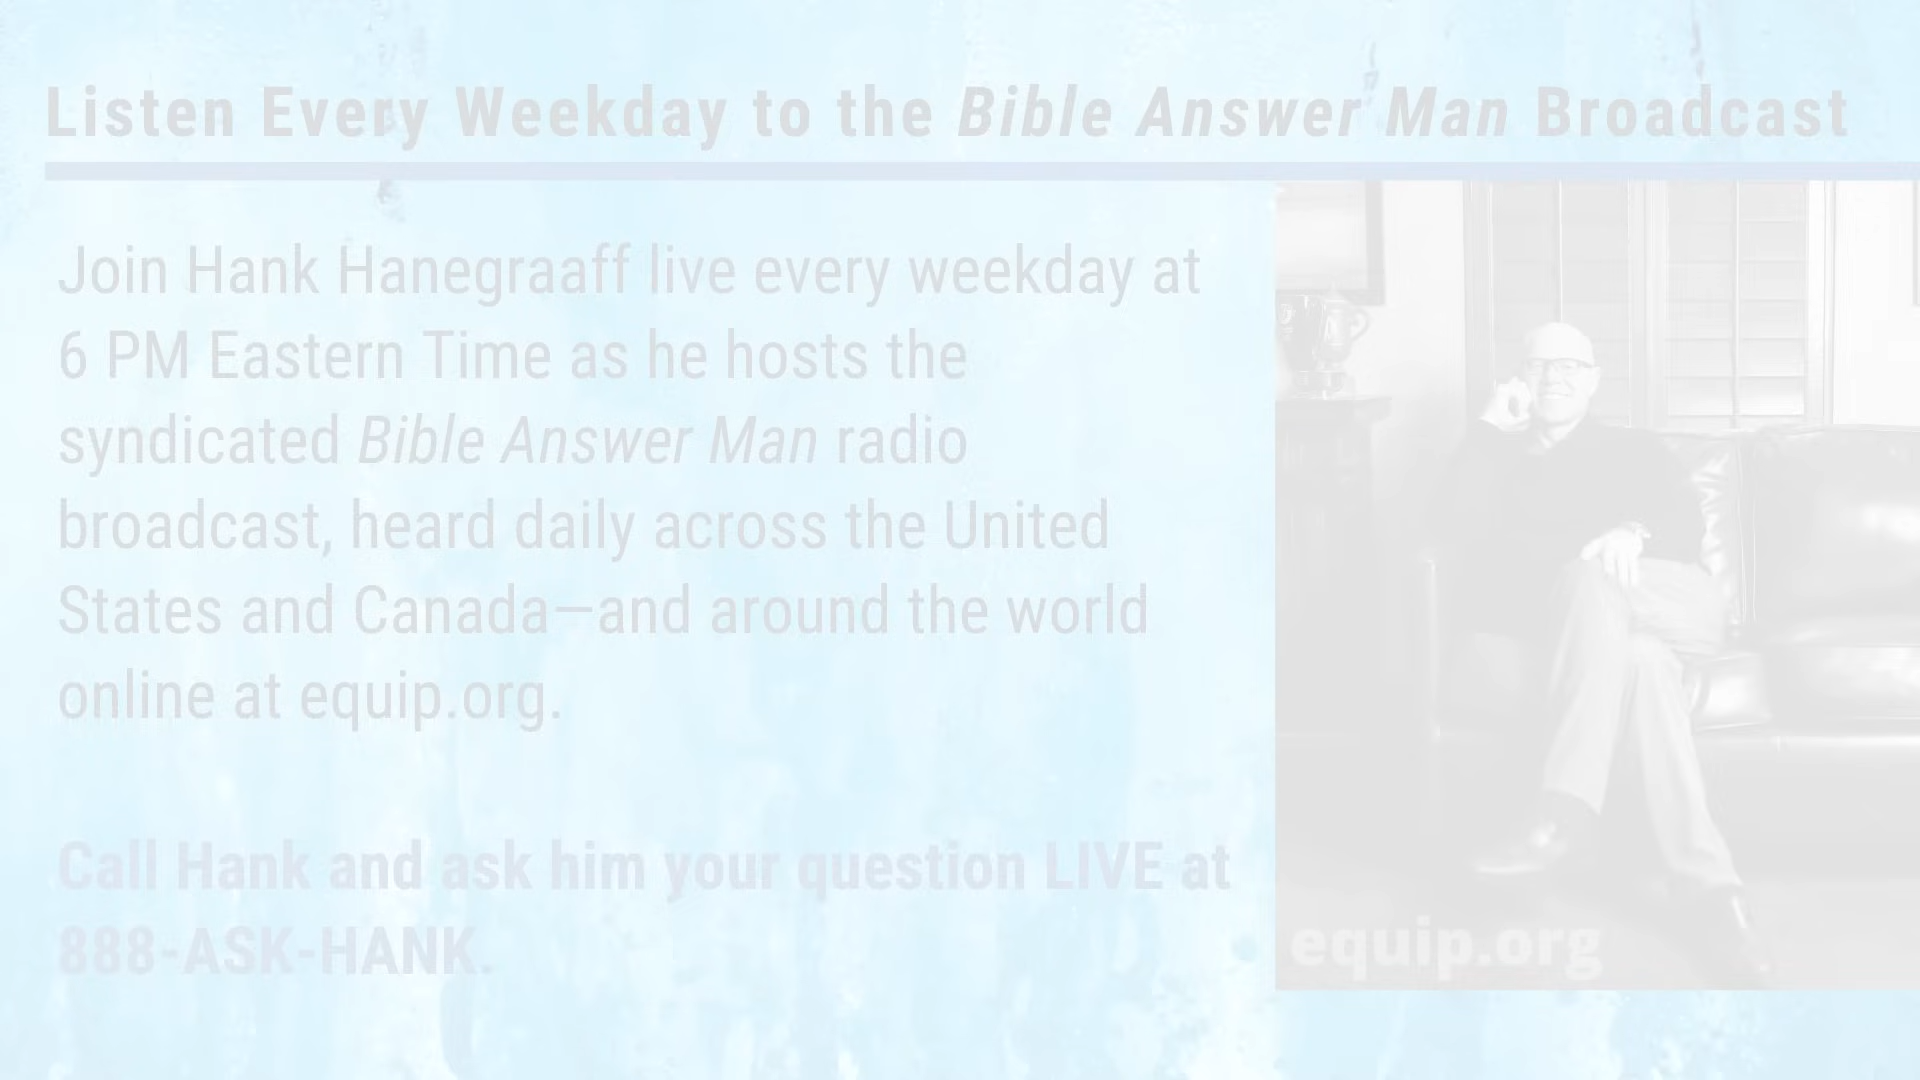 Listen Every Weekday to the Bible Answer Man Broadcast
Join Hank Hanegraaff live every weekday at
6 PM Eastern Time as he hosts the
syndicated Bible Answer Man radio
broadcast, heard daily across the United
States and Canada—and around the world
online at equip.org.
Call Hank and ask him your question LIVE at
888-ASK-HANK.
equip.org